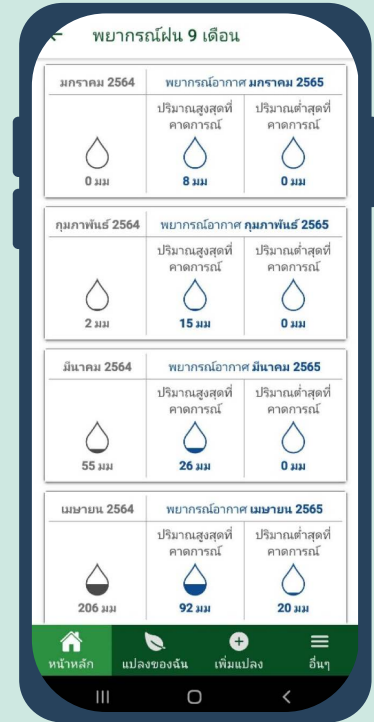 พยากรณ์ฝน 9 เดือน
มกราคม 2564
พยากรณ์อากาศ มกราคม 2565
ปริมาณสูงสุดที่
คาดการณ์
ปริมาณต่ำสุดที่
คาดการณ์
0 มม
8 มม
0 มม
กุมภาพันธ์ 2564
พยากรณ์อากาศ กุมภาพันธ์ 2565
ปริมาณสูงสุดที่
คาดการณ์
ปริมาณต่ำสุดที่
คาดการณ์
2 มม
15 มม
0 มม
มีนาคม 2564
พยากรณ์อากาศ มีนาคม 2565
ปริมาณสูงสุดที่
คาดการณ์
ปริมาณต่ำสุดที่
คาดการณ์
55 มม
26 มม
0 มม
เมษายน 2564
พยากรณ์อากาศ เมษายน 2565
ปริมาณสูงสุดที่
คาดการณ์
ปริมาณต่ำสุดที่
คาดการณ์
206 มม
92 มม
20 มม
หน้าหลัก
แปลงของฉัน
เพิ่มแปลง
อื่นๆ